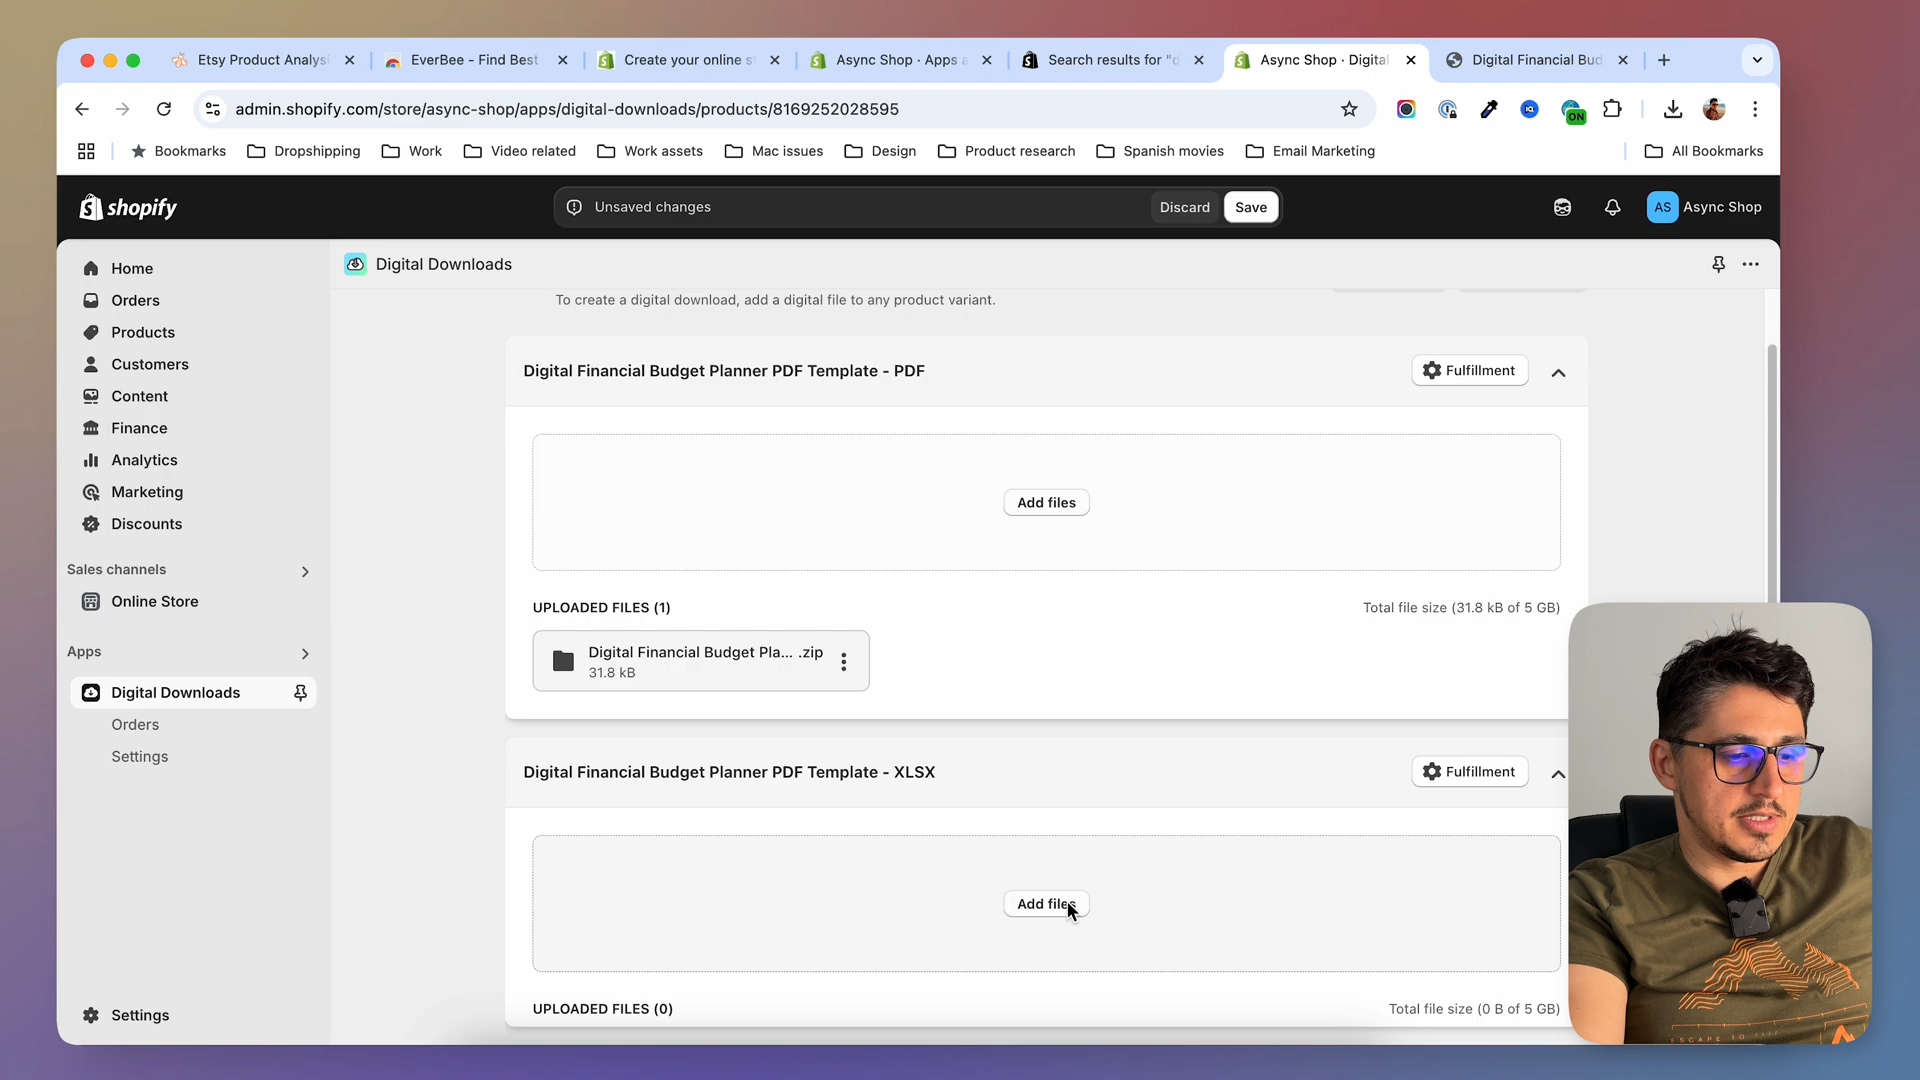 Etsy Product Analysi
EverBee - Find Best
Create your online s
Async Shop · Apps a
Search results for "d
Async Shop · Digital
Digital Financial Bud
admin.shopify.com/store/async-shop/apps/digital-downloads/products/8169252028595
IQ
ON
Bookmarks
Dropshipping
Work
Video related
Work assets
Mac issues
Design
Product research
Spanish movies
Email Marketing
All Bookmarks
shopify
Unsaved changes
Discard
Save
AS
Async Shop
Home
Orders
Products
Customers
Content
Finance
Analytics
Marketing
Discounts
Sales channels
Online Store
Apps
Digital Downloads
Orders
Settings
Settings
Digital Downloads
To create a digital download, add a digital file to any product variant.
Digital Financial Budget Planner PDF Template - PDF
Fulfillment
Add files
UPLOADED FILES (1)
Total file size (31.8 kB of 5 GB)
Digital Financial Budget Pla... .zip
31.8 kB
Digital Financial Budget Planner PDF Template - XLSX
Fulfillment
Add files
UPLOADED FILES (0)
Total file size (0 B of 5 GB)
ESCAPE TO